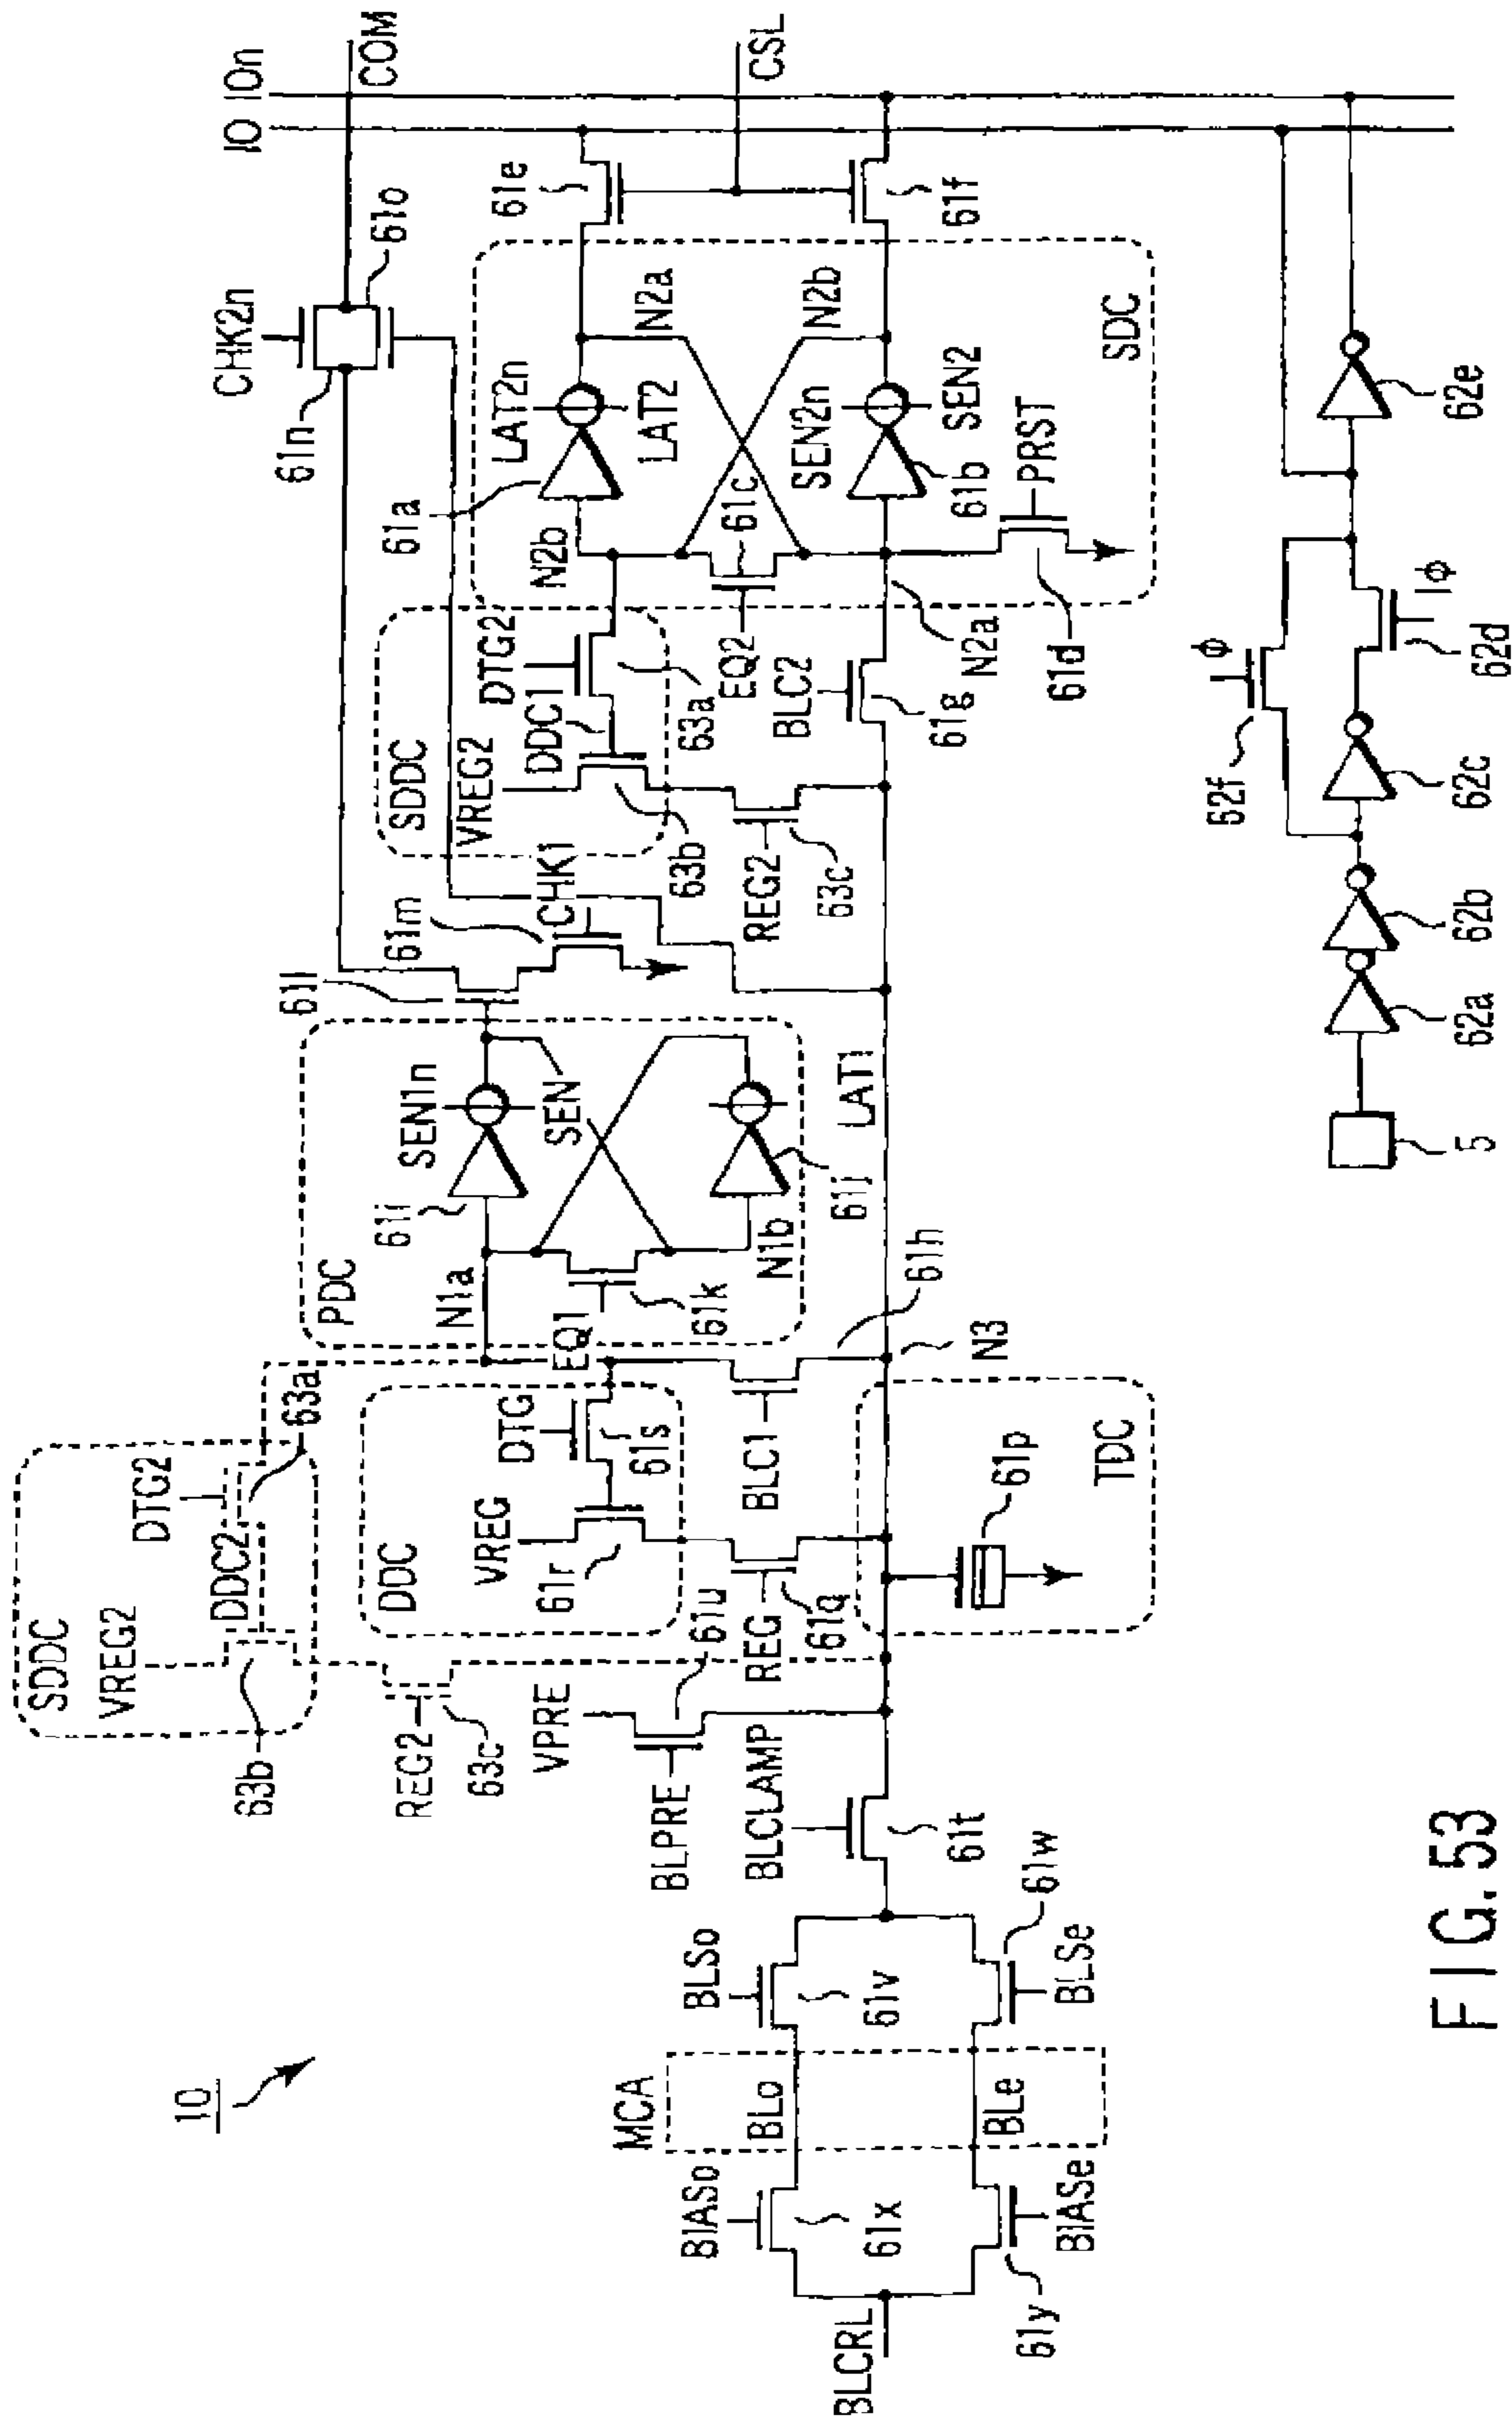 10
SDDC
VREG2
DTG2
DDC2
63a
63b
REG2
63c
VPRE
BLPRE
61u
BLCLAMP
61t
DDC
VREG
DTG
61r
61s
REG
61q
BLC1
61h
N3
TDC
61p
PDC
N1a
EQ1
61k
N1b
61i
SEN1n
SEN
61j
LAT1
61l
61m
CHK1
SDDC
VREG2
DTG2
DDC1
63a
63b
REG2
63c
BLC2
61g
N2a
EQ2
61c
N2b
61a
LAT2n
LAT2
N2a
N2b
SEN2n
SEN2
61b
PRST
61d
SDC
61e
61f
CSL
IO
IOn
COM
CHK2n
61n
61o
MCA
BLo
BLe
BLSo
61v
61w
BLSe
BIASo
61x
61y
BIASe
BLCRL
5
62a
62b
62c
62f
φ
62d
Iφ
62e
FIG. 53